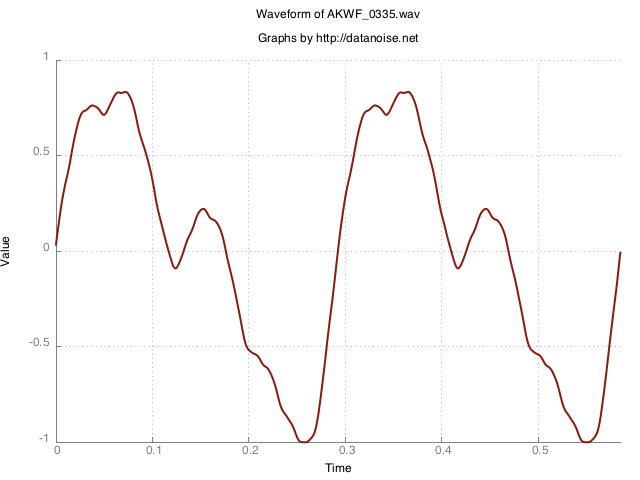 Waveform of AKWF_0335.wav
Graphs by http://datanoise.net
1
0.5
0
-0.5
-1
Value
0 0.1 0.2 0.3 0.4 0.5
Time